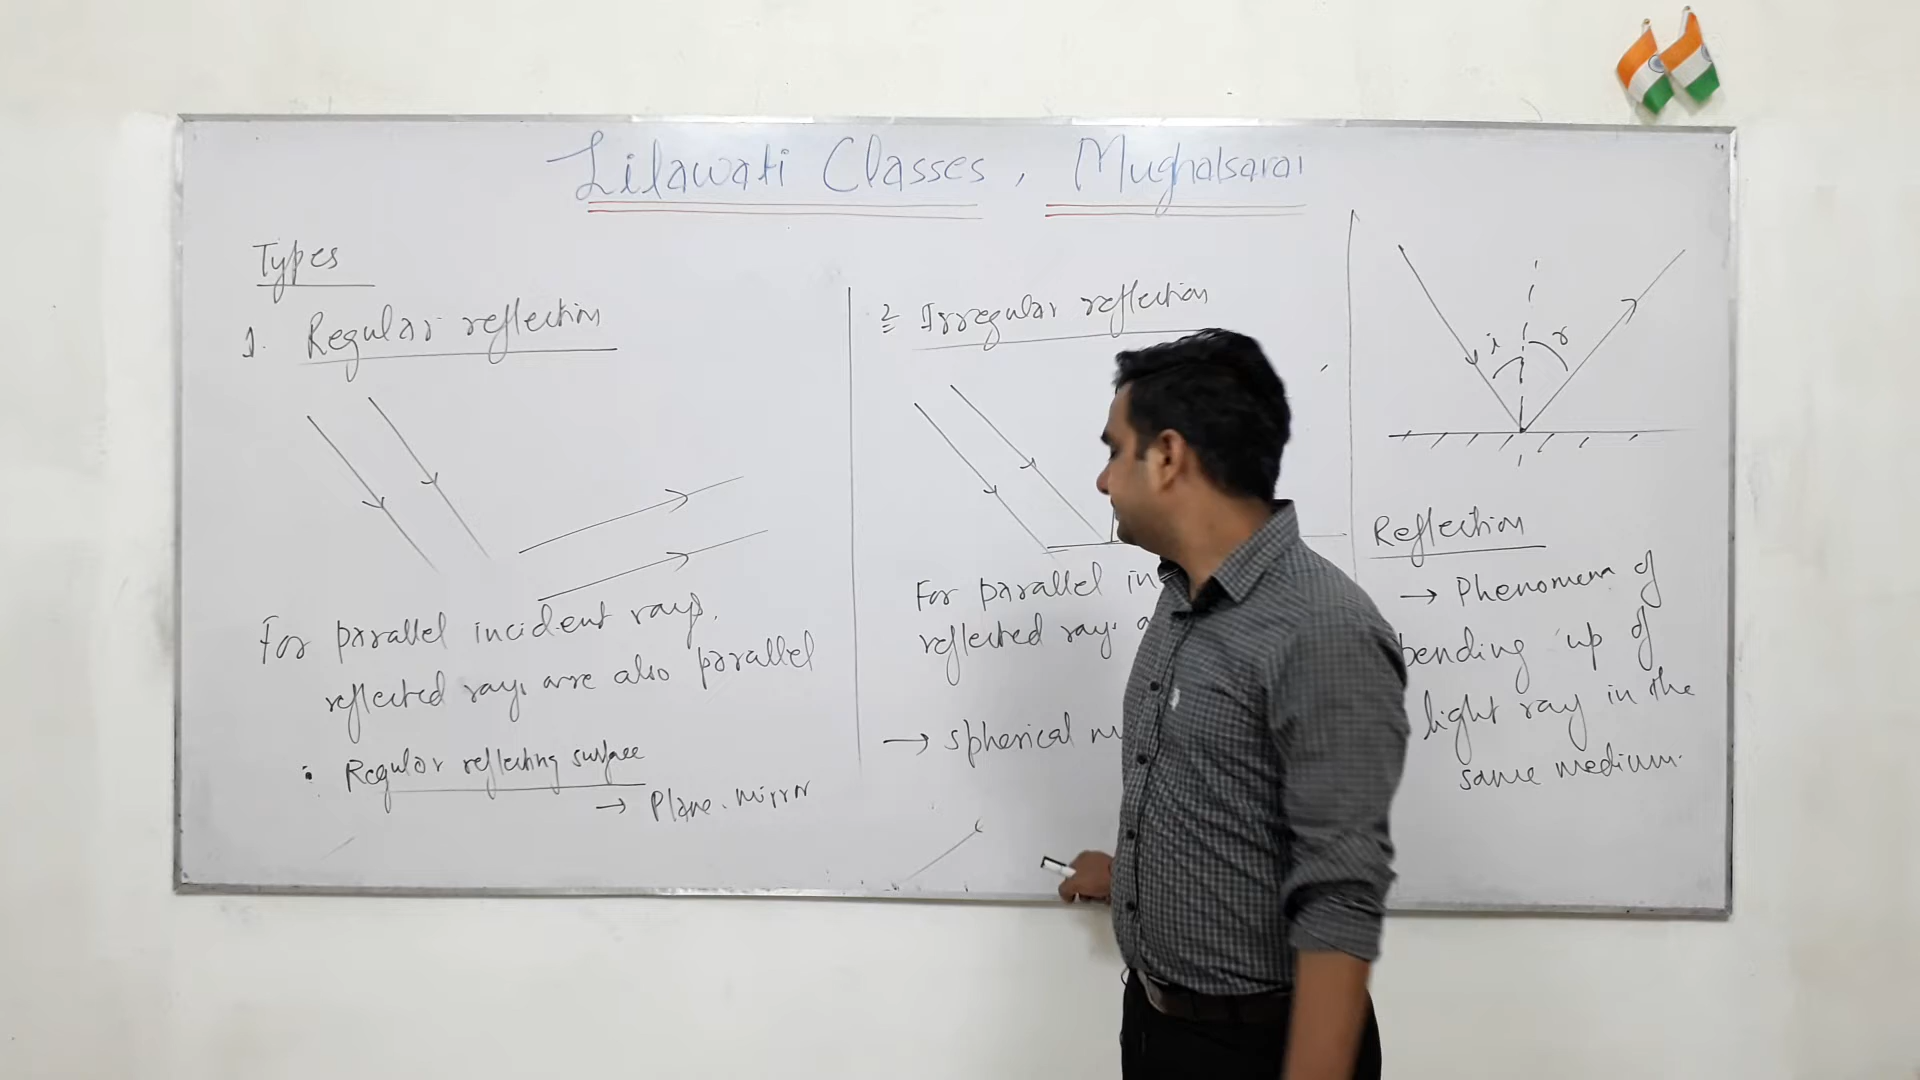 Lilawati Classes, Mughalsarai
Types
1. Regular reflection
For parallel incident rays,
reflected rays are also parallel
: Regular reflecting surface
→ Plane mirror
2 Irregular reflection
For parallel in
reflected rays a
→ spherical m
i r
Reflection
→ Phenomena of
bending up of
light ray in the
same medium.